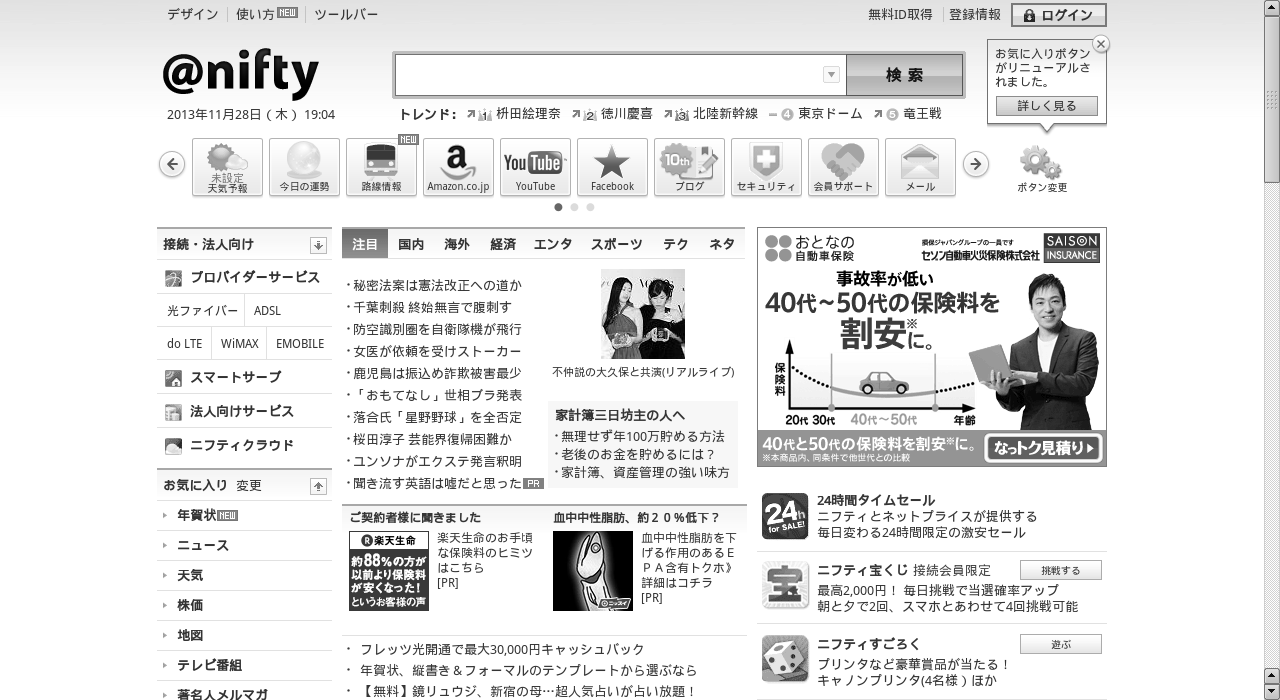 デザイン 使い方 NEW ツールバー
無料ID取得 登録情報 ログイン
@nifty
検索
お気に入りボタン
がリニューアルさ
れました。
詳しく見る
2013年11月28日(木) 19:04
トレンド: 1 枡田絵理奈 2 徳川慶喜 3 北陸新幹線 4 東京ドーム 5 竜王戦
未設定
天気予報
今日の運勢
NEW
路線情報
a
Amazon.co.jp
YouTube
YouTube
Facebook
10th
ブログ
セキュリティ
会員サポート
メール
ボタン変更
接続・法人向け
プロバイダーサービス
光ファイバー ADSL
do LTE WiMAX EMOBILE
スマートサーブ
法人向けサービス
ニフティクラウド
お気に入り 変更
年賀状 NEW
ニュース
天気
株価
地図
テレビ番組
著名人メルマガ
注目 国内 海外 経済 エンタ スポーツ テク ネタ
・秘密法案は憲法改正への道か
・千葉刺殺 終始無言で腹刺す
・防空識別圏を自衛隊機が飛行
・女医が依頼を受けストーカー
・鹿児島は振込め詐欺被害最少
・「おもてなし」世相ブラ発表
・落合氏「星野野球」を全否定
・桜田淳子 芸能界復帰困難か
・ユンソナがエクステ発言釈明
・聞き流す英語は嘘だと思った PR
不仲説の大久保と共演(リアルライブ)
家計簿三日坊主の人へ
・無理せず年100万貯める方法
・老後のお金を貯めるには?
・家計簿、資産管理の強い味方
ご契約者様に聞きました
R楽天生命
約88%の方が
以前より保険料
が安くなった!
というお客様の声
楽天生命のお手頃
な保険料のヒミツ
はこちら
[PR]
血中中性脂肪、約20%低下?
ニッスイ
血中中性脂肪を下
げる作用のあるE
PA含有トクホ》
詳細はコチラ
[PR]
・ フレッツ光開通で最大30,000円キャッシュバック
・ 年賀状、縦書き&フォーマルのテンプレートから選ぶなら
・ 【無料】鏡リュウジ、新宿の母…超人気占いが占い放題!
おとなの
自動車保険
損保ジャパングループの一員です
セゾン自動車火災保険株式会社
SAISON
INSURANCE
事故率が低い
40代~50代の保険料を
割安※に。
保険料
20代 30代 40代~50代 年齢
40代と50代の保険料を割安※に。
※本商品内、同条件で他世代との比較
なっトク見積り
24h
for SALE!
24時間タイムセール
ニフティとネットプライスが提供する
毎日変わる24時間限定の激安セール
宝
ニフティ宝くじ 接続会員限定
挑戦する
最高2,000円! 毎日挑戦で当選確率アップ
朝と夕で2回、スマホとあわせて4回挑戦可能
ニフティすごろく
遊ぶ
プリンタなど豪華賞品が当たる!
キャノンプリンタ(4名様)ほか